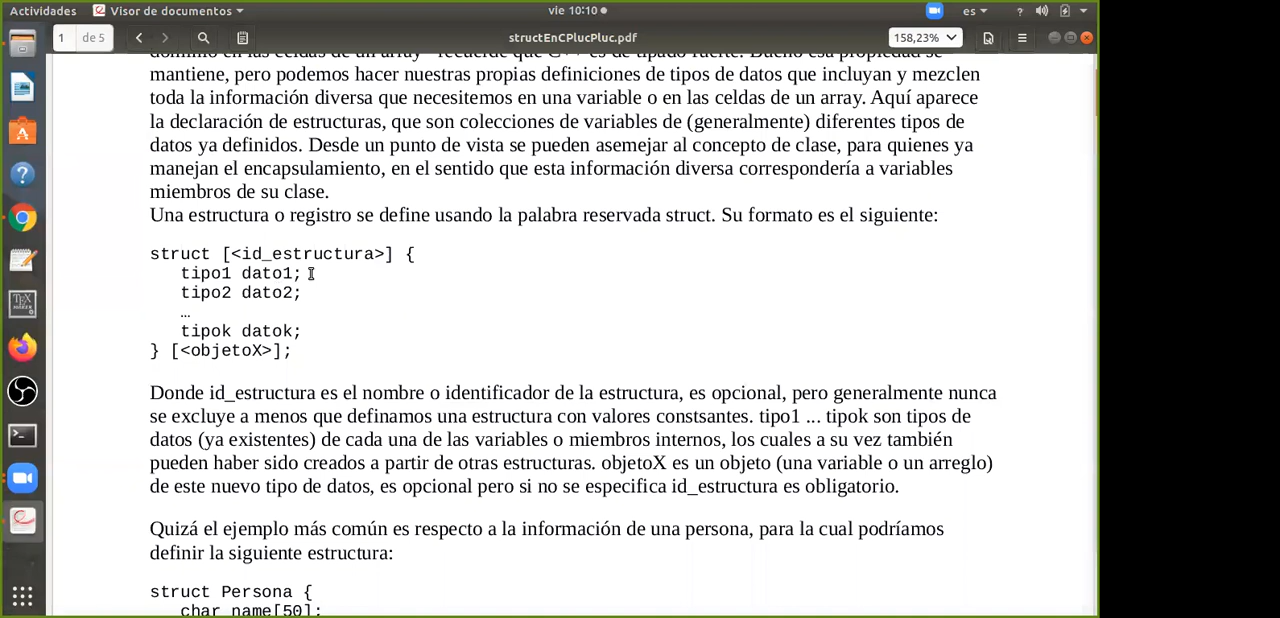 Actividades Visor de documentos vie 10:10 es ?
1 de 5 structEnCPlucPluc.pdf 158,23%
mantiene, pero podemos hacer nuestras propias definiciones de tipos de datos que incluyan y mezclen
toda la información diversa que necesitemos en una variable o en las celdas de un array. Aquí aparece
la declaración de estructuras, que son colecciones de variables de (generalmente) diferentes tipos de
datos ya definidos. Desde un punto de vista se pueden asemejar al concepto de clase, para quienes ya
manejan el encapsulamiento, en el sentido que esta información diversa correspondería a variables
miembros de su clase.
Una estructura o registro se define usando la palabra reservada struct. Su formato es el siguiente:
struct [<id_estructura>] {
tipo1 dato1;
tipo2 dato2;
…
tipok datok;
} [<objetoX>];
Donde id_estructura es el nombre o identificador de la estructura, es opcional, pero generalmente nunca
se excluye a menos que definamos una estructura con valores constsantes. tipo1 ... tipok son tipos de
datos (ya existentes) de cada una de las variables o miembros internos, los cuales a su vez también
pueden haber sido creados a partir de otras estructuras. objetoX es un objeto (una variable o un arreglo)
de este nuevo tipo de datos, es opcional pero si no se especifica id_estructura es obligatorio.
Quizá el ejemplo más común es respecto a la información de una persona, para la cual podríamos
definir la siguiente estructura:
struct Persona {
char name[50];